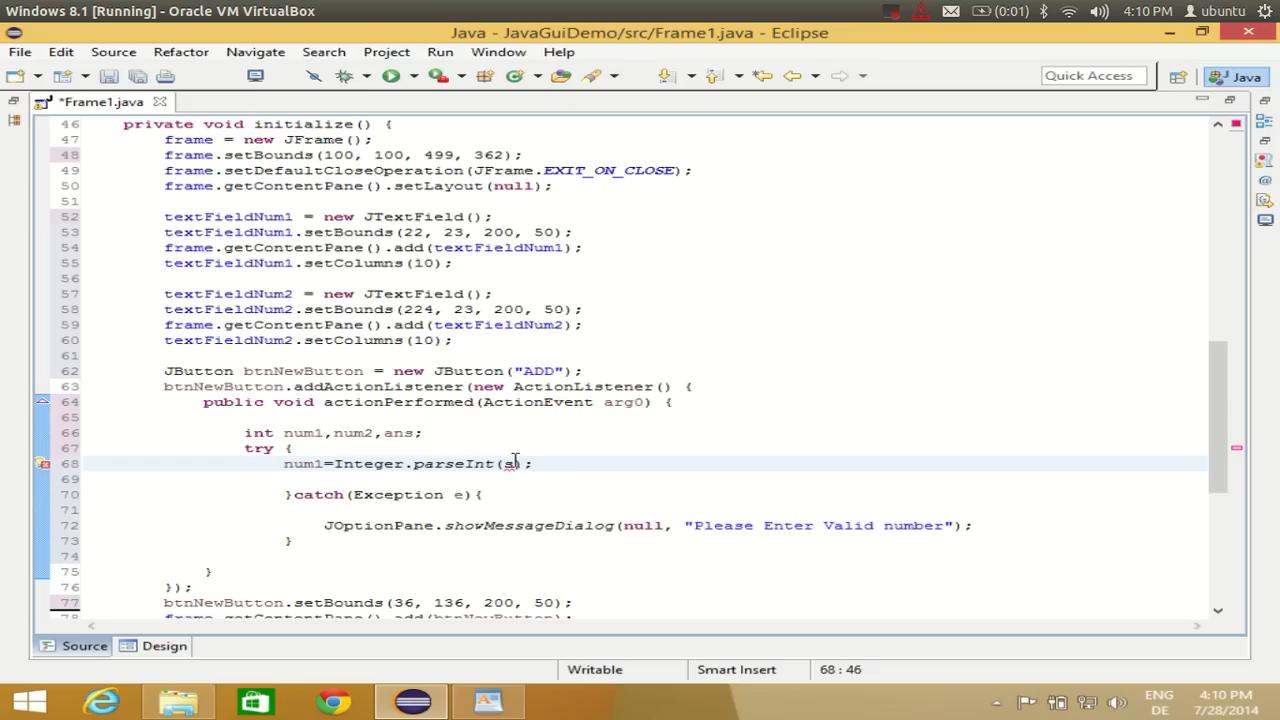 Windows 8.1 [Running] - Oracle VM VirtualBox
(0:01) 4:10 PM ubuntu
Java - JavaGuiDemo/src/Frame1.java - Eclipse
File Edit Source Refactor Navigate Search Project Run Window Help
Quick Access Java
*Frame1.java
46 private void initialize() {
47 frame = new JFrame();
48 frame.setBounds(100, 100, 499, 362);
49 frame.setDefaultCloseOperation(JFrame.EXIT_ON_CLOSE);
50 frame.getContentPane().setLayout(null);
51
52 textFieldNum1 = new JTextField();
53 textFieldNum1.setBounds(22, 23, 200, 50);
54 frame.getContentPane().add(textFieldNum1);
55 textFieldNum1.setColumns(10);
56
57 textFieldNum2 = new JTextField();
58 textFieldNum2.setBounds(224, 23, 200, 50);
59 frame.getContentPane().add(textFieldNum2);
60 textFieldNum2.setColumns(10);
61
62 JButton btnNewButton = new JButton("ADD");
63 btnNewButton.addActionListener(new ActionListener() {
64 public void actionPerformed(ActionEvent arg0) {
65
66 int num1,num2,ans;
67 try {
68 num1=Integer.parseInt(s);
69
70 }catch(Exception e){
71
72 JOptionPane.showMessageDialog(null, "Please Enter Valid number");
73 }
74
75 }
76 });
77 btnNewButton.setBounds(36, 136, 200, 50);
78 frame.getContentPane().add(btnNewButton);
Source Design
Writable Smart Insert 68 : 46
ENG 4:10 PM
DE 7/28/2014